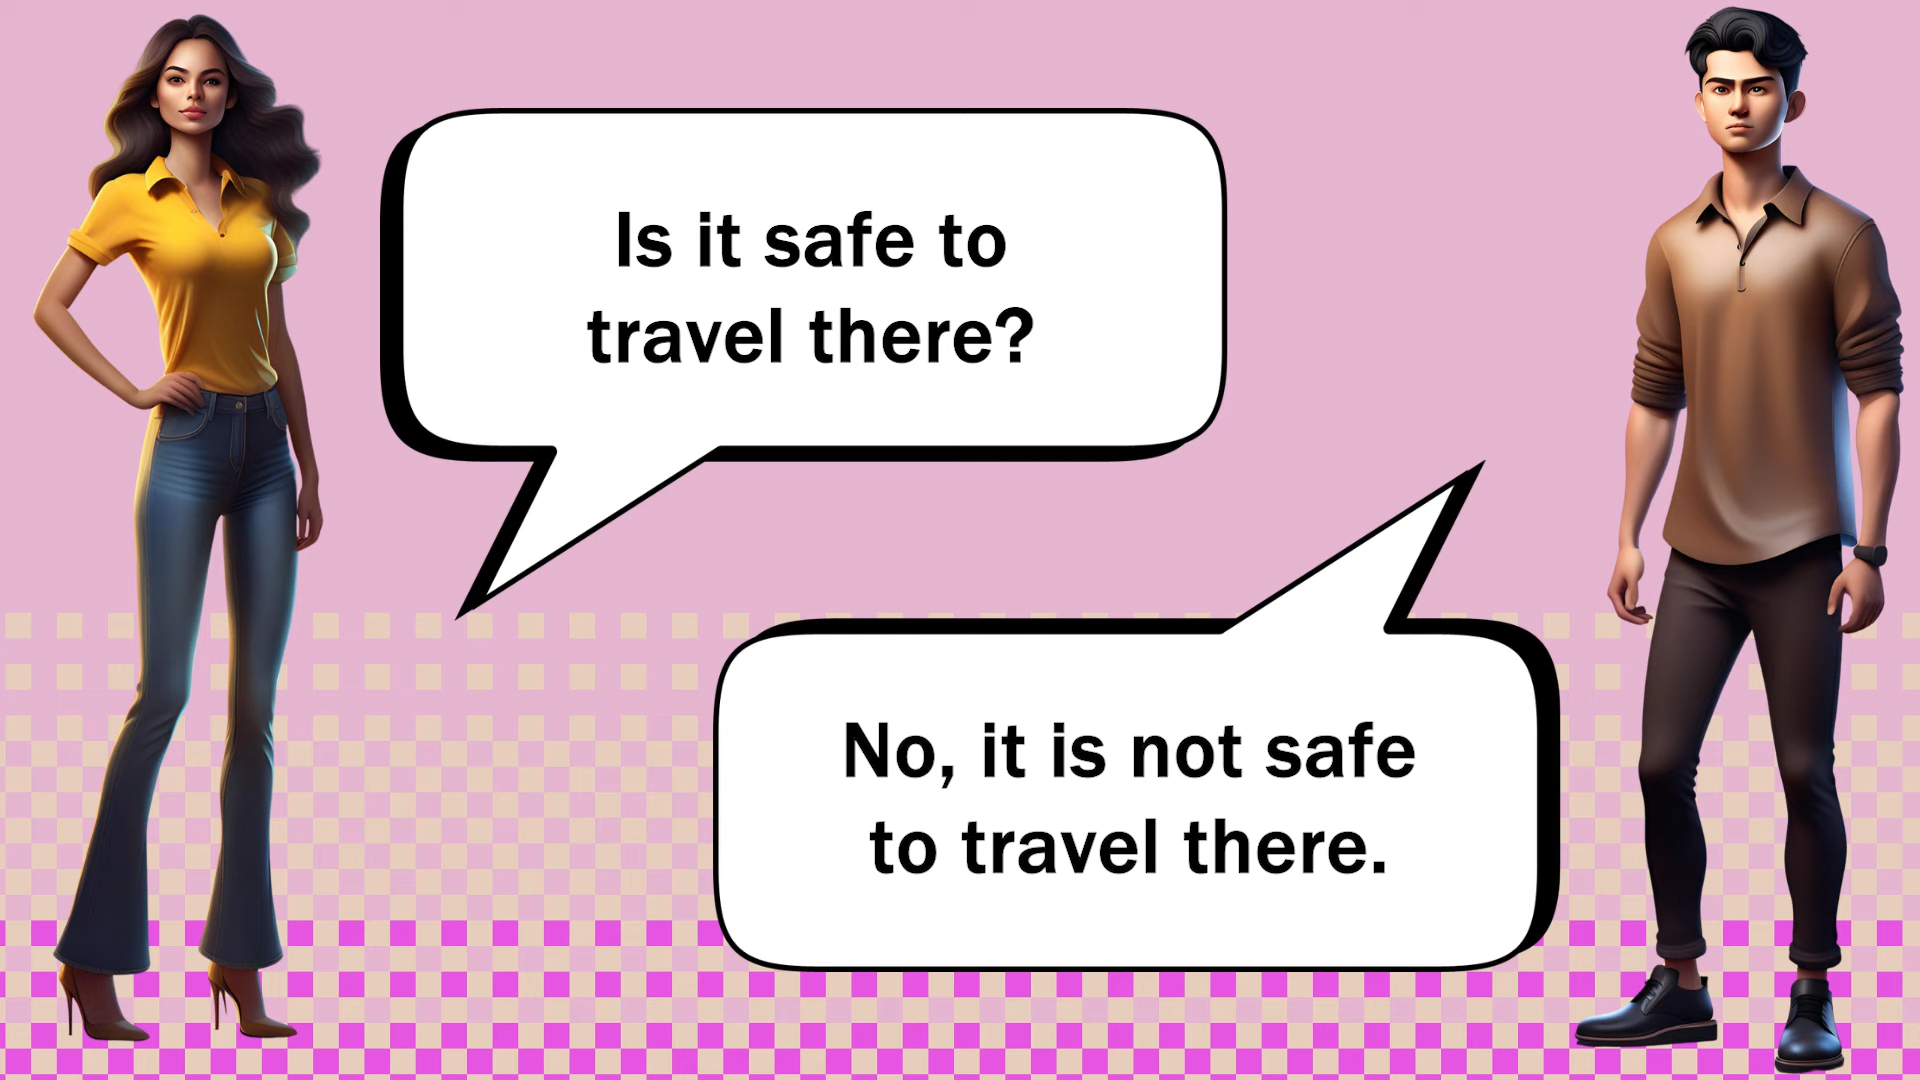 Is it safe to
travel there?
No, it is not safe
to travel there.